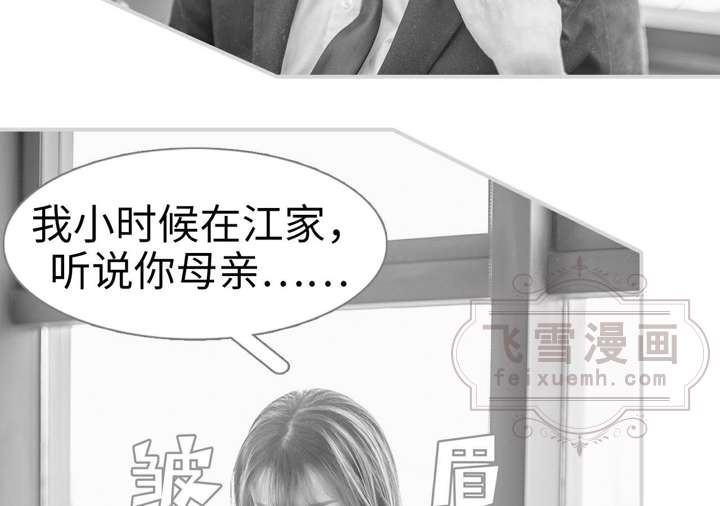 我小时候在江家，
听说你母亲……
飞雪漫画
feixuemh.com
皱 眉